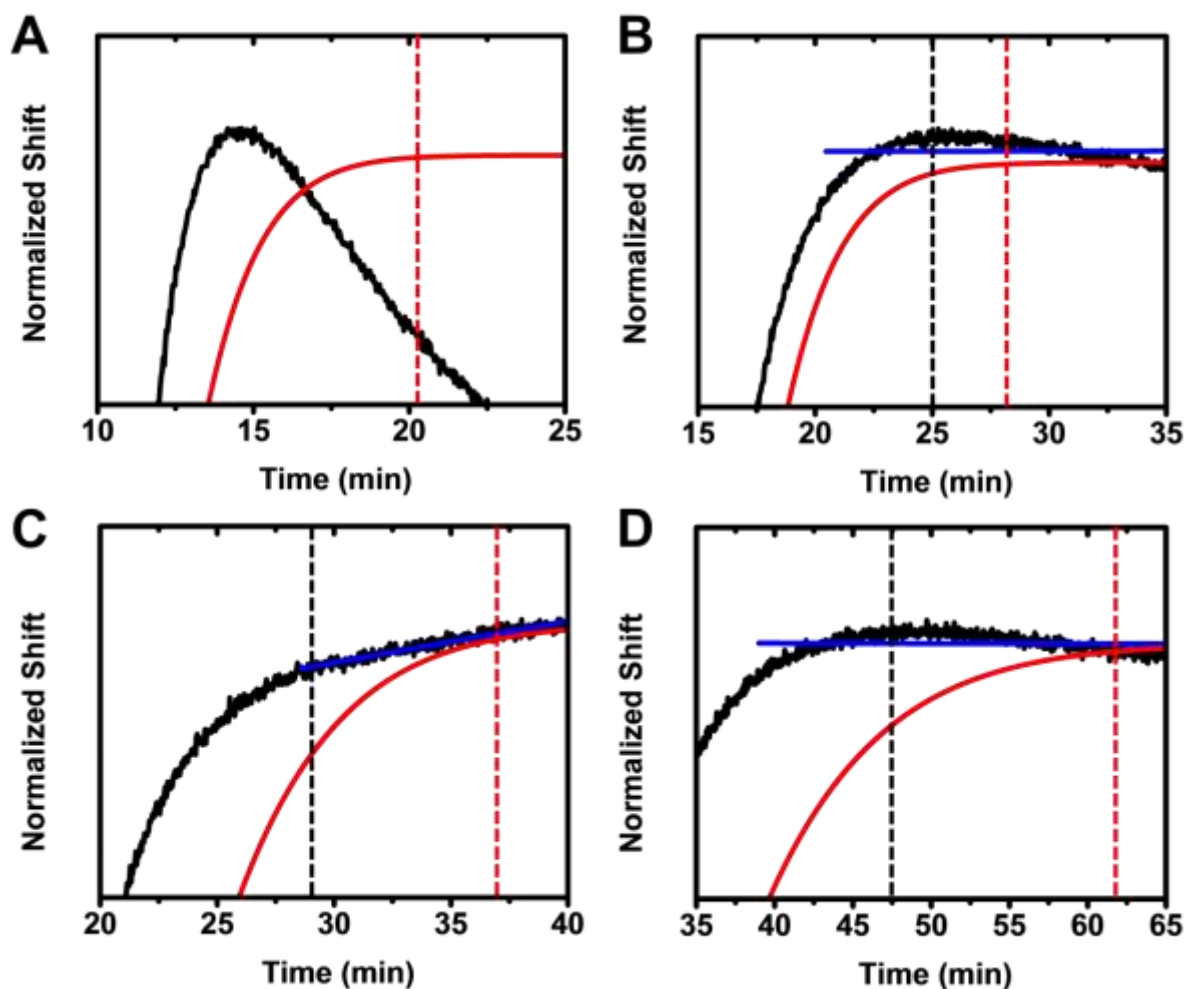 A
B
Normalized Shift
Normalized Shift
10 15 20 25
15 20 25 30 35
Time (min)
Time (min)
C
D
Normalized Shift
Normalized Shift
20 25 30 35 40
35 40 45 50 55 60 65
Time (min)
Time (min)